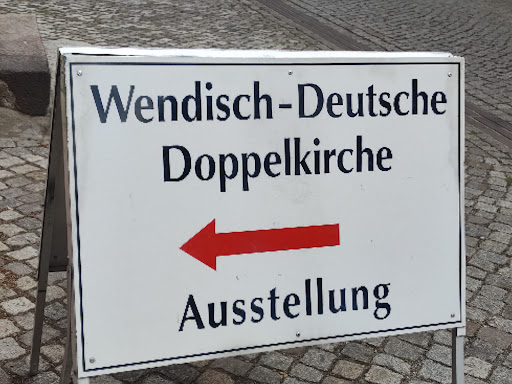 Wendisch-Deutsche
Doppelkirche
Ausstellung